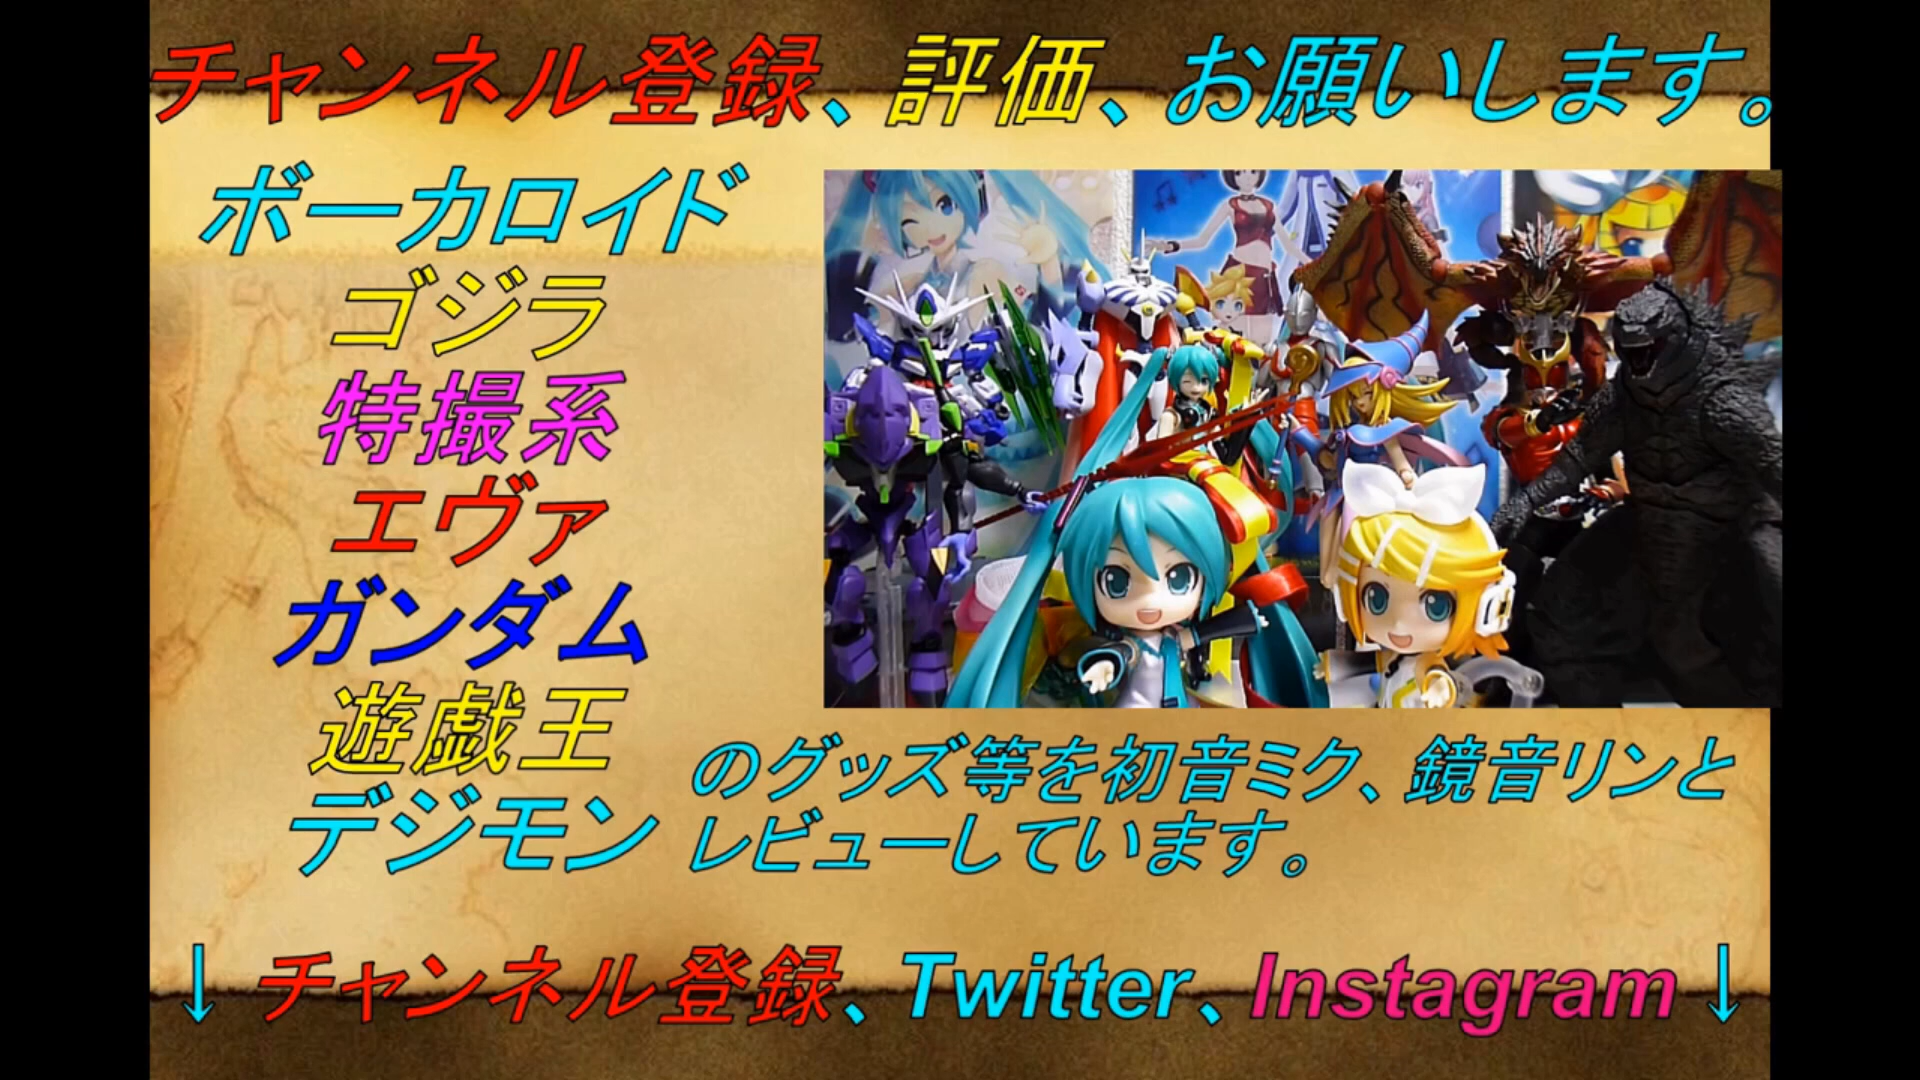 チャンネル登録、評価、お願いします。
ボーカロイド
ゴジラ
特撮系
エヴァ
ガンダム
遊戯王
デジモン
のグッズ等を初音ミク、鏡音リンと
レビューしています。
↓チャンネル登録、Twitter、Instagram↓